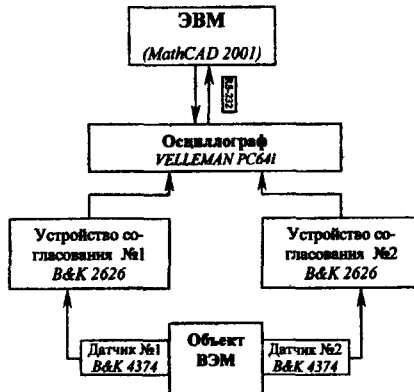 ЭВМ
(MathCAD 2001)
RS-232
Осциллограф
VELLEMAN PC64i
Устройство со-
гласования №1
B&K 2626
Устройство со-
гласования №2
B&K 2626
Датчик №1
B&K 4374
Объект
ВЭМ
Датчик №2
B&K 4374